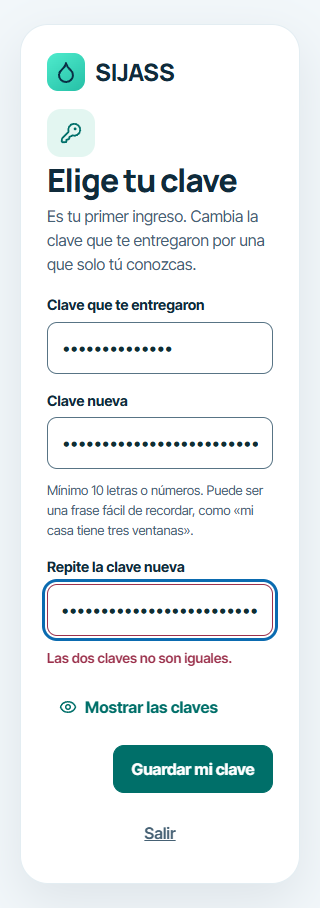 SIJASS
Elige tu clave
Es tu primer ingreso. Cambia la
clave que te entregaron por una
que solo tú conozcas.
Clave que te entregaron
••••••••••••••
Clave nueva
•••••••••••••••••••••••••
Mínimo 10 letras o números. Puede ser
una frase fácil de recordar, como «mi
casa tiene tres ventanas».
Repite la clave nueva
•••••••••••••••••••••••••
Las dos claves no son iguales.
Mostrar las claves
Guardar mi clave
Salir